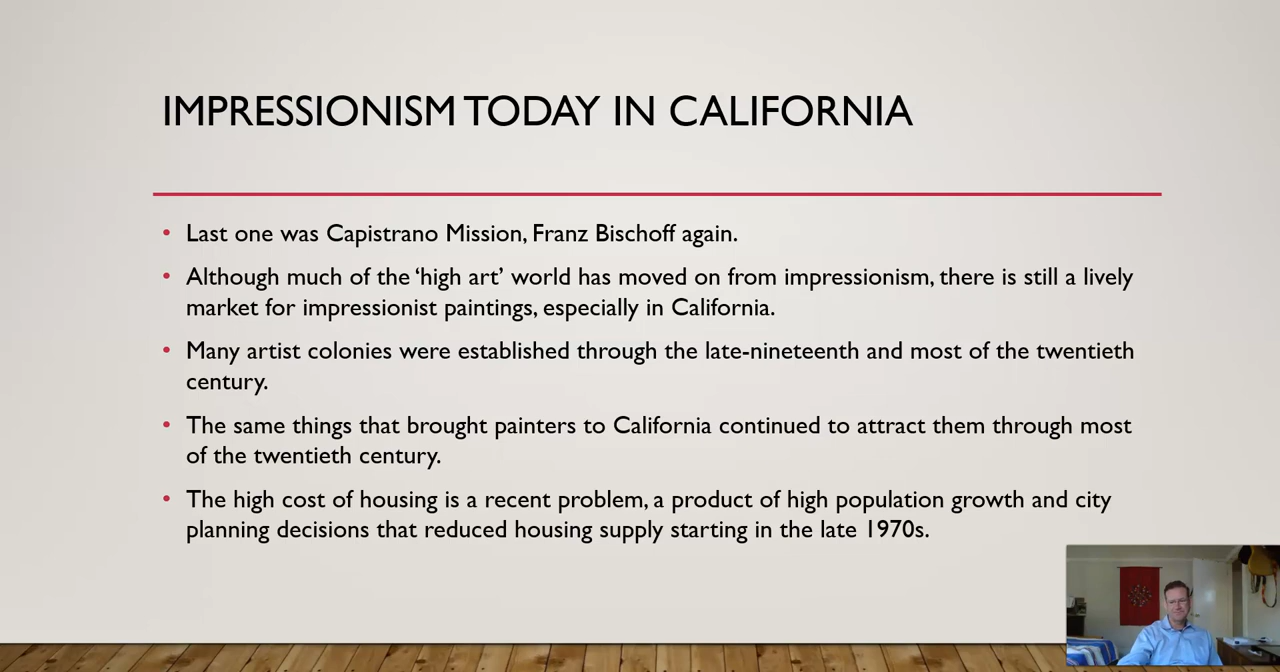 IMPRESSIONISM TODAY IN CALIFORNIA
• Last one was Capistrano Mission, Franz Bischoff again.
• Although much of the ‘high art’ world has moved on from impressionism, there is still a lively
market for impressionist paintings, especially in California.
• Many artist colonies were established through the late-nineteenth and most of the twentieth
century.
• The same things that brought painters to California continued to attract them through most
of the twentieth century.
• The high cost of housing is a recent problem, a product of high population growth and city
planning decisions that reduced housing supply starting in the late 1970s.